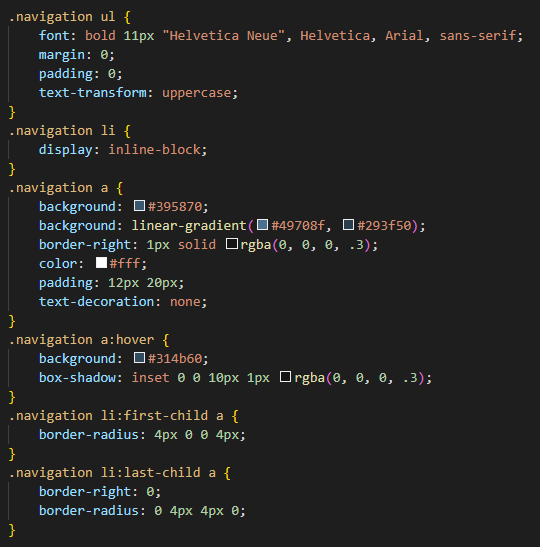 .navigation ul {
    font: bold 11px "Helvetica Neue", Helvetica, Arial, sans-serif;
    margin: 0;
    padding: 0;
    text-transform: uppercase;
}
.navigation li {
    display: inline-block;
}
.navigation a {
    background: #395870;
    background: linear-gradient(#49708f, #293f50);
    border-right: 1px solid rgba(0, 0, 0, .3);
    color: #fff;
    padding: 12px 20px;
    text-decoration: none;
}
.navigation a:hover {
    background: #314b60;
    box-shadow: inset 0 0 10px 1px rgba(0, 0, 0, .3);
}
.navigation li:first-child a {
    border-radius: 4px 0 0 4px;
}
.navigation li:last-child a {
    border-right: 0;
    border-radius: 0 4px 4px 0;
}